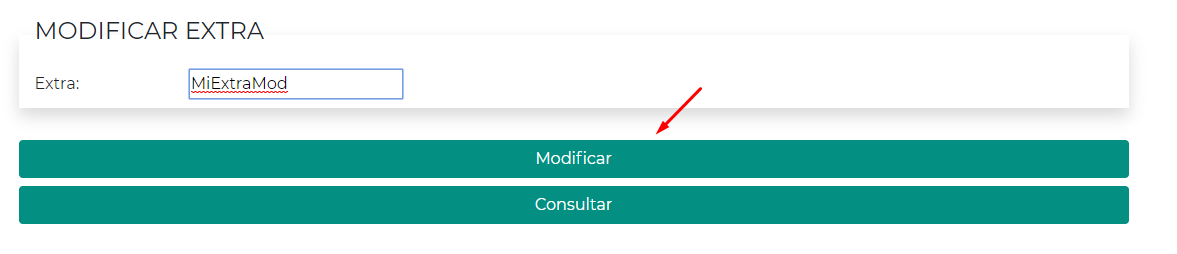 MODIFICAR EXTRA
Extra: MiExtraMod
Modificar
Consultar